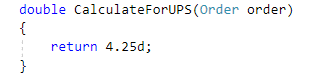 double CalculateForUPS(Order order)
{
    return 4.25d;
}